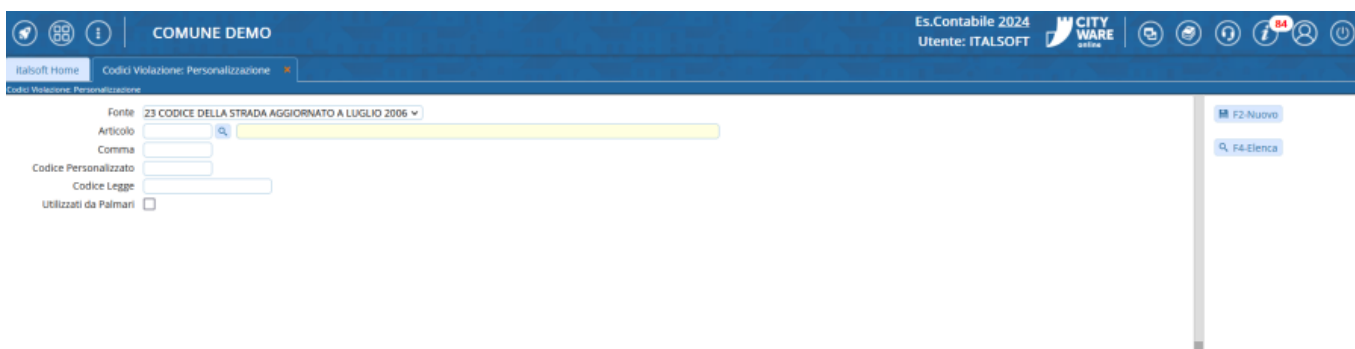 COMUNE DEMO
Es.Contabile 2024
Utente: ITALSOFT
CITY
WARE
online
84
italsoft Home
Codici Violazione: Personalizzazione
Codici Violazione: Personalizzazione
Fonte 23 CODICE DELLA STRADA AGGIORNATO A LUGLIO 2006
Articolo
Comma
Codice Personalizzato
Codice Legge
Utilizzati da Palmari
F2-Nuovo
F4-Elenca